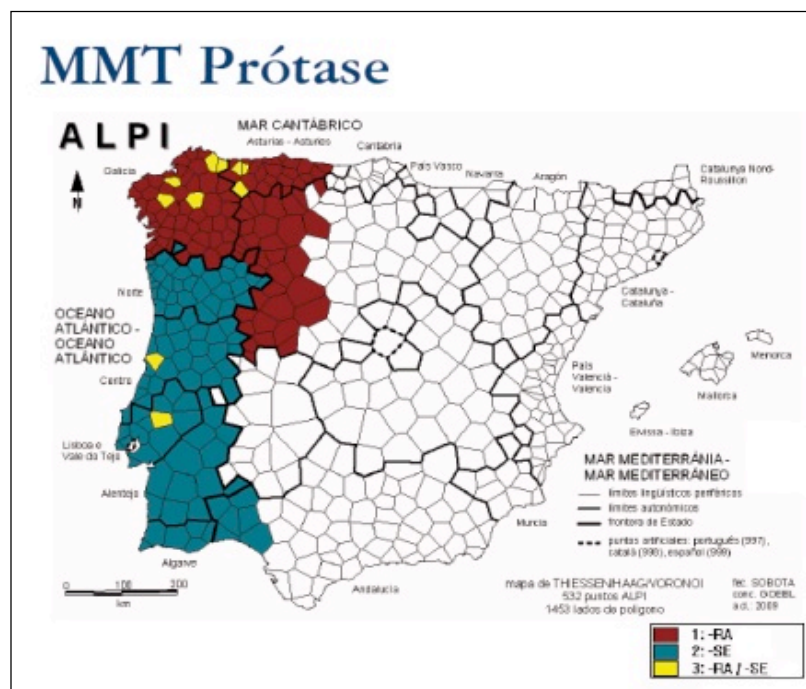 MMT Prótase
ALPI
MAR CANTÁBRICO
Asturias - Asturies
Cantabria
País Vasco
Navarra
Aragón
Catalunya Nord-
Roussillon
Galicia
N
Norte
OCEANO
ATLÂNTICO -
OCEANO
ATLÁNTICO
Centro
Lisboa e
Vale do Tejo
Alentejo
Algarve
Catalunya -
Cataluña
País
Valencià -
Valencia
Menorca
Mallorca
Eivissa - Ibiza
MAR MEDITERRÀNIA -
MAR MEDITERRÁNEO
límites lingüísticos periféricos
límites autonómicos
frontera de Estado
puntos artificiales: português (997),
català (998), español (999)
Murcia
Andalucía
0 100 200
km
mapa de THIESSENHAAG/VORONOI
532 puntos ALPI
1453 lados de polígono
fec. SOBOTA
conc. GOEBL
a.d.: 2009
1: -RA
2: -SE
3: -RA / -SE